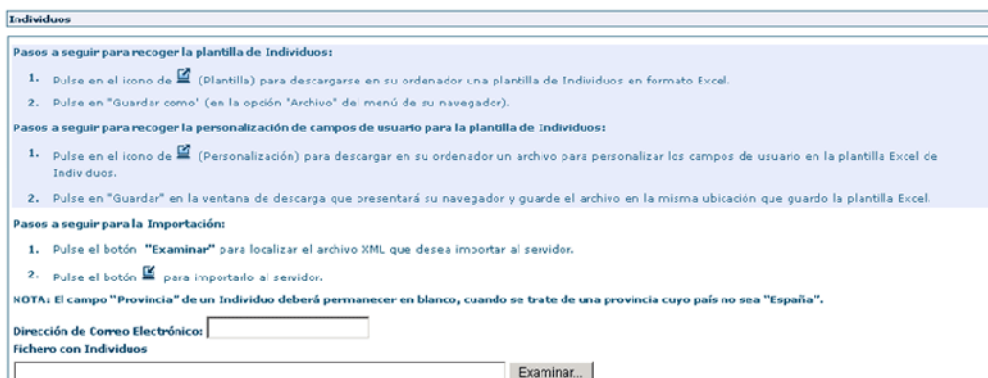 Individuos
Pasos a seguir para recoger la plantilla de Individuos:
1. Pulse en el icono de (Plantilla) para descargarse en su ordenador una plantilla de Individuos en formato Excel.
2. Pulse en "Guardar como" (en la opción "Archivo" del menú de su navegador).
Pasos a seguir para recoger la personalización de campos de usuario para la plantilla de Individuos:
1. Pulse en el icono de (Personalización) para descargar en su ordenador un archivo para personalizar los campos de usuario en la plantilla Excel de
Individuos.
2. Pulse en "Guardar" en la ventana de descarga que presentará su navegador y guarde el archivo en la misma ubicación que guardo la plantilla Excel.
Pasos a seguir para la Importación:
1. Pulse el botón "Examinar" para localizar el archivo XML que desea importar al servidor.
2. Pulse el botón para importarlo al servidor.
NOTA: El campo "Provincia" de un Individuo deberá permanecer en blanco, cuando se trate de una provincia cuyo país no sea "España".
Dirección de Correo Electrónico:
Fichero con Individuos
Examinar...